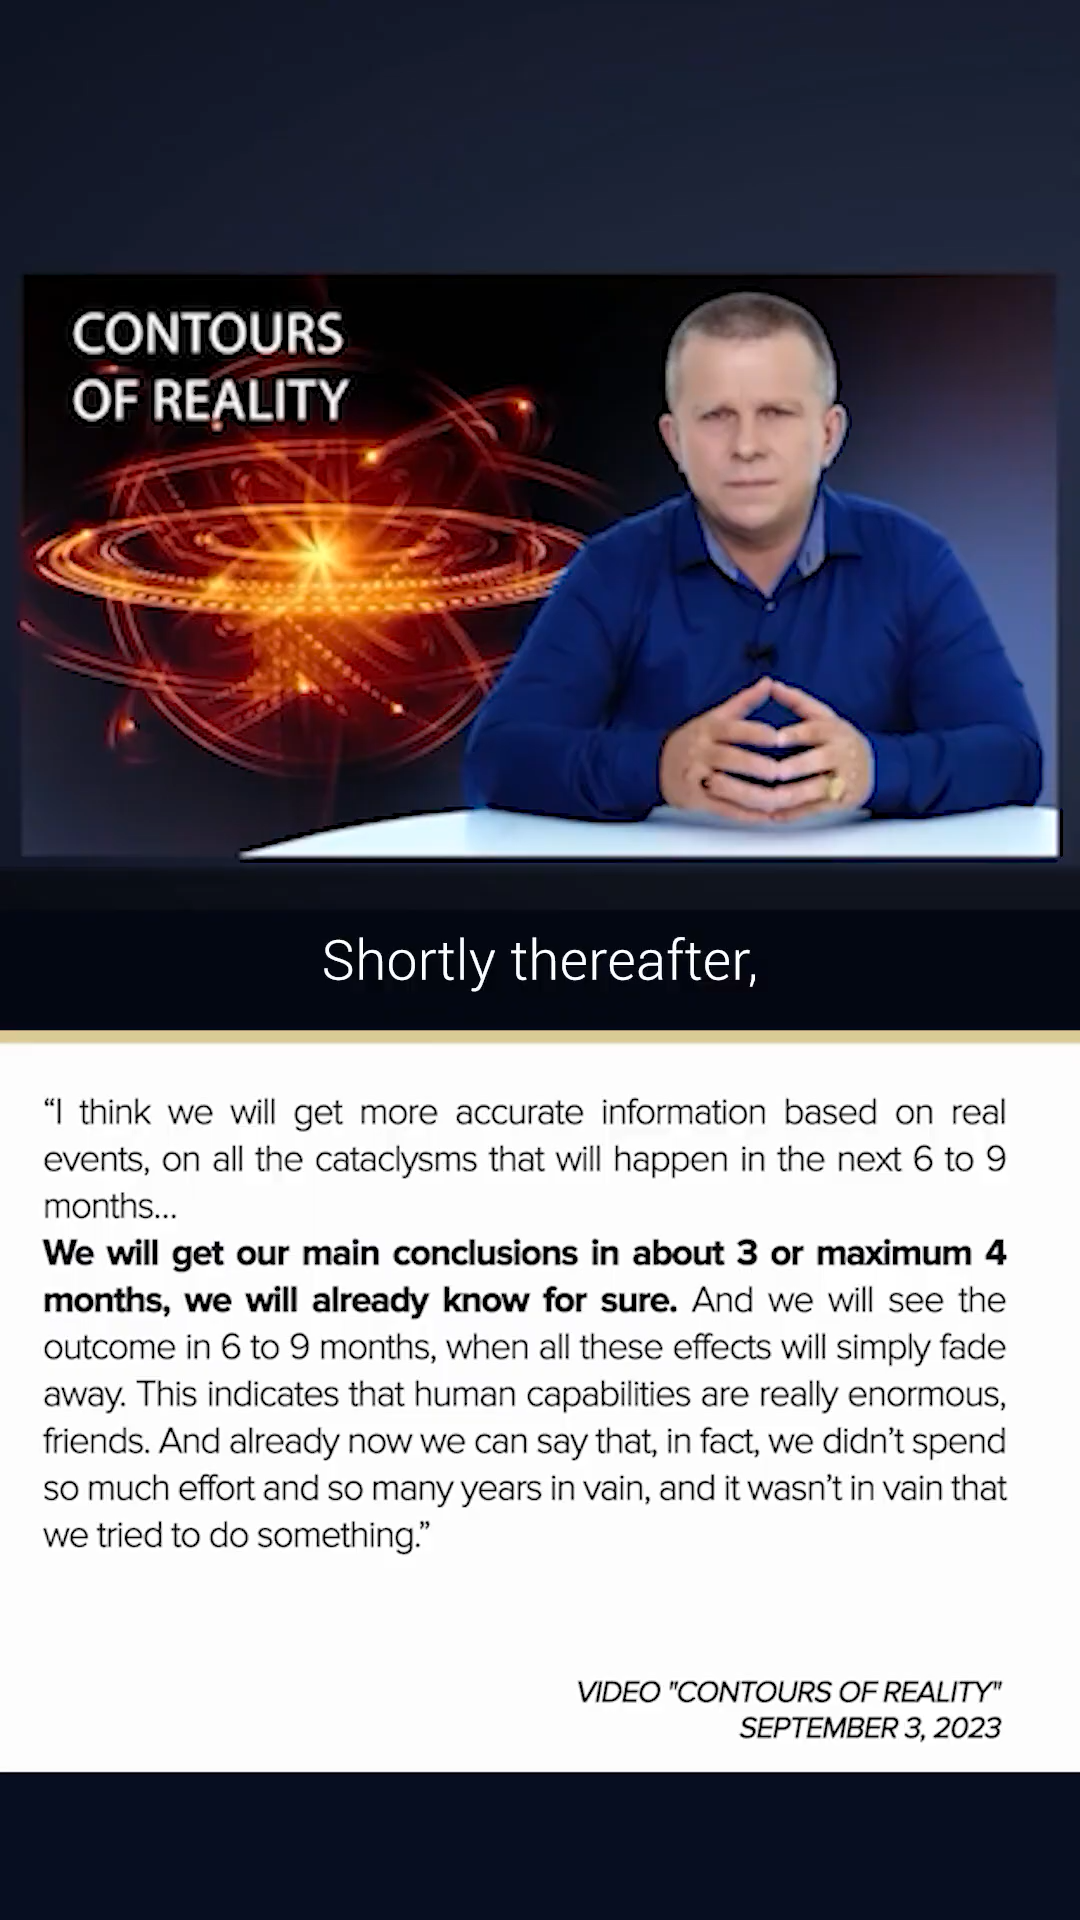 CONTOURS
OF REALITY
Shortly thereafter,
“I think we will get more accurate information based on real
events, on all the cataclysms that will happen in the next 6 to 9
months...
We will get our main conclusions in about 3 or maximum 4
months, we will already know for sure. And we will see the
outcome in 6 to 9 months, when all these effects will simply fade
away. This indicates that human capabilities are really enormous,
friends. And already now we can say that, in fact, we didn’t spend
so much effort and so many years in vain, and it wasn’t in vain that
we tried to do something.”
VIDEO "CONTOURS OF REALITY"
SEPTEMBER 3, 2023